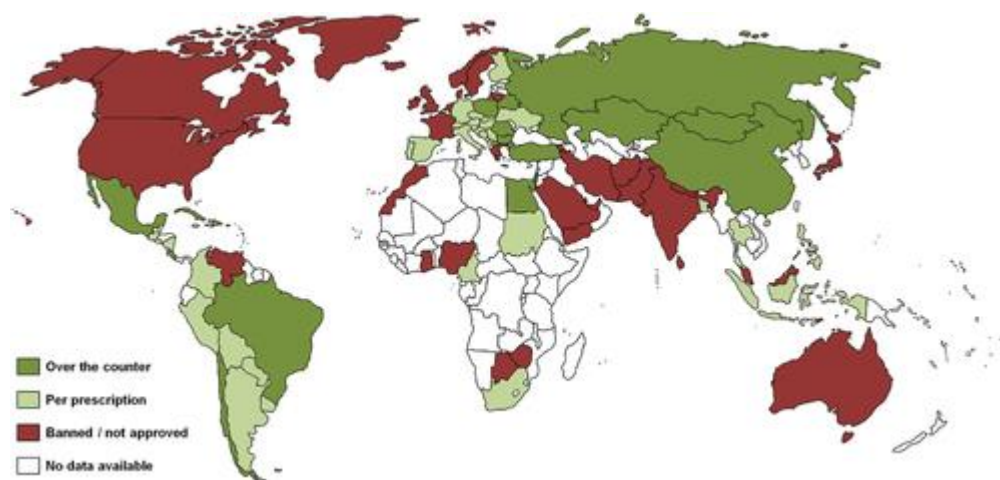 Over the counter
Per prescription
Banned / not approved
No data available